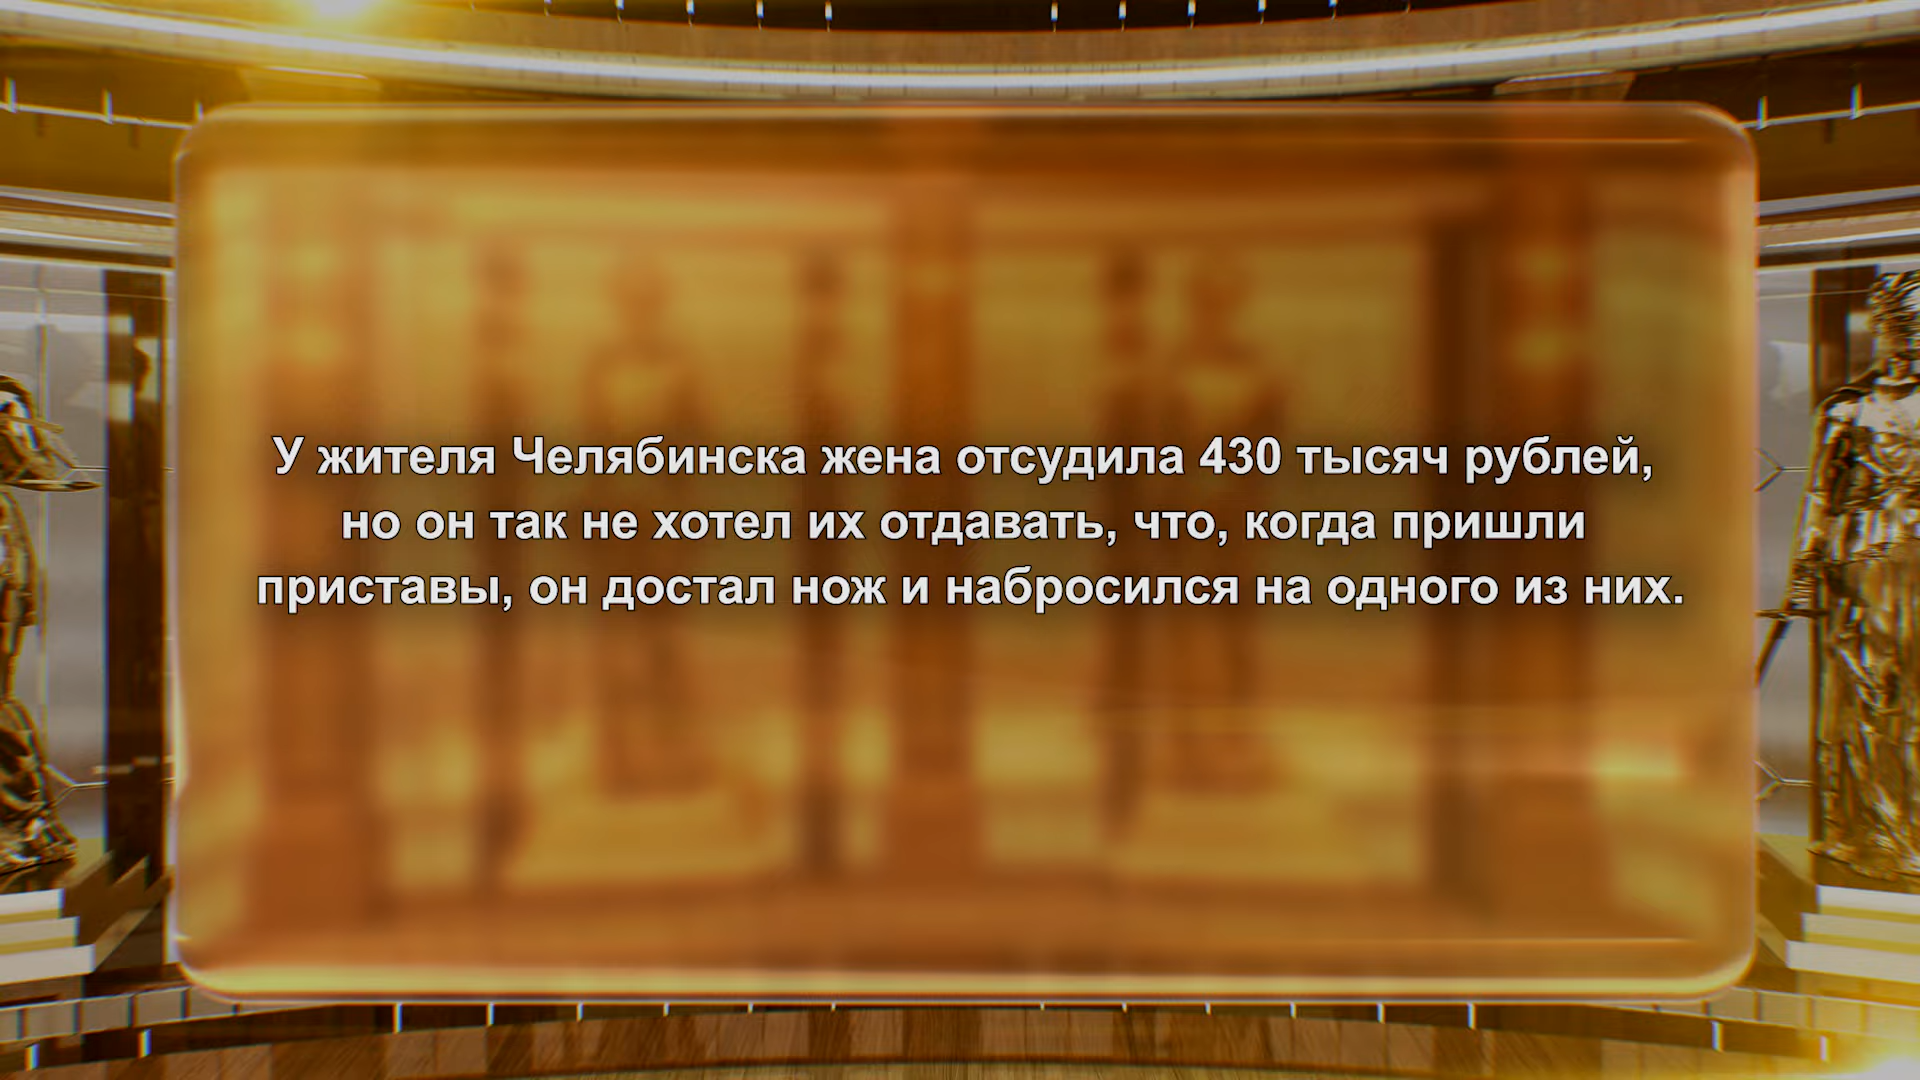 У жителя Челябинска жена отсудила 430 тысяч рублей,
но он так не хотел их отдавать, что, когда пришли
приставы, он достал нож и набросился на одного из них.